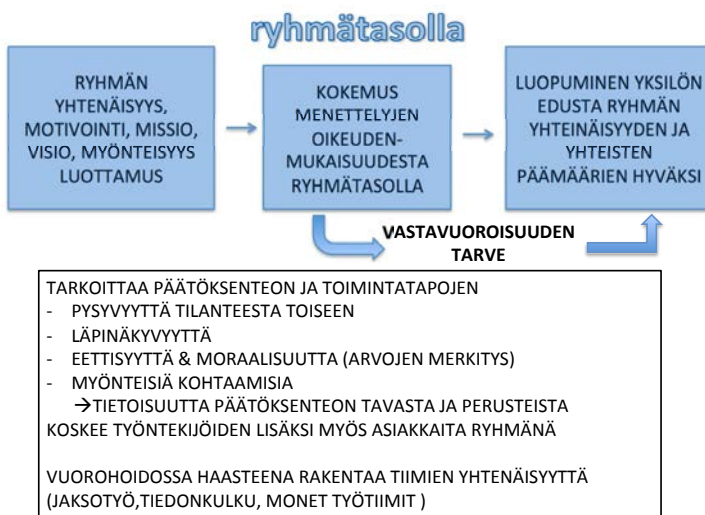 ryhmätasolla
RYHMÄN
YHTENÄISYYS,
MOTIVOINTI, MISSIO,
VISIO, MYÖNTEISYYS
LUOTTAMUS
KOKEMUS
MENETTELYJEN
OIKEUDEN-
MUKAISUUDESTA
RYHMÄTASOLLA
LUOPUMINEN YKSILÖN
EDUSTA RYHMÄN
YHTEINÄISYYDEN JA
YHTEISTEN
PÄÄMÄÄRIEN HYVÄKSI
VASTAVUOROISUUDEN
TARVE
TARKOITTAA PÄÄTÖKSENTEON JA TOIMINTATAPOJEN
- PYSYVYYTTÄ TILANTEESTA TOISEEN
- LÄPINÄKYVYYTTÄ
- EETTISYYTTÄ & MORAALISUUTTA (ARVOJEN MERKITYS)
- MYÖNTEISIÄ KOHTAAMISIA
→TIETOISUUTTA PÄÄTÖKSENTEON TAVASTA JA PERUSTEISTA
KOSKEE TYÖNTEKIJÖIDEN LISÄKSI MYÖS ASIAKKAITA RYHMÄNÄ
VUOROHOIDOSSA HAASTEENA RAKENTAA TIIMIEN YHTENÄISYYTTÄ
(JAKSOTYÖ,TIEDONKULKU, MONET TYÖTIIMIT )